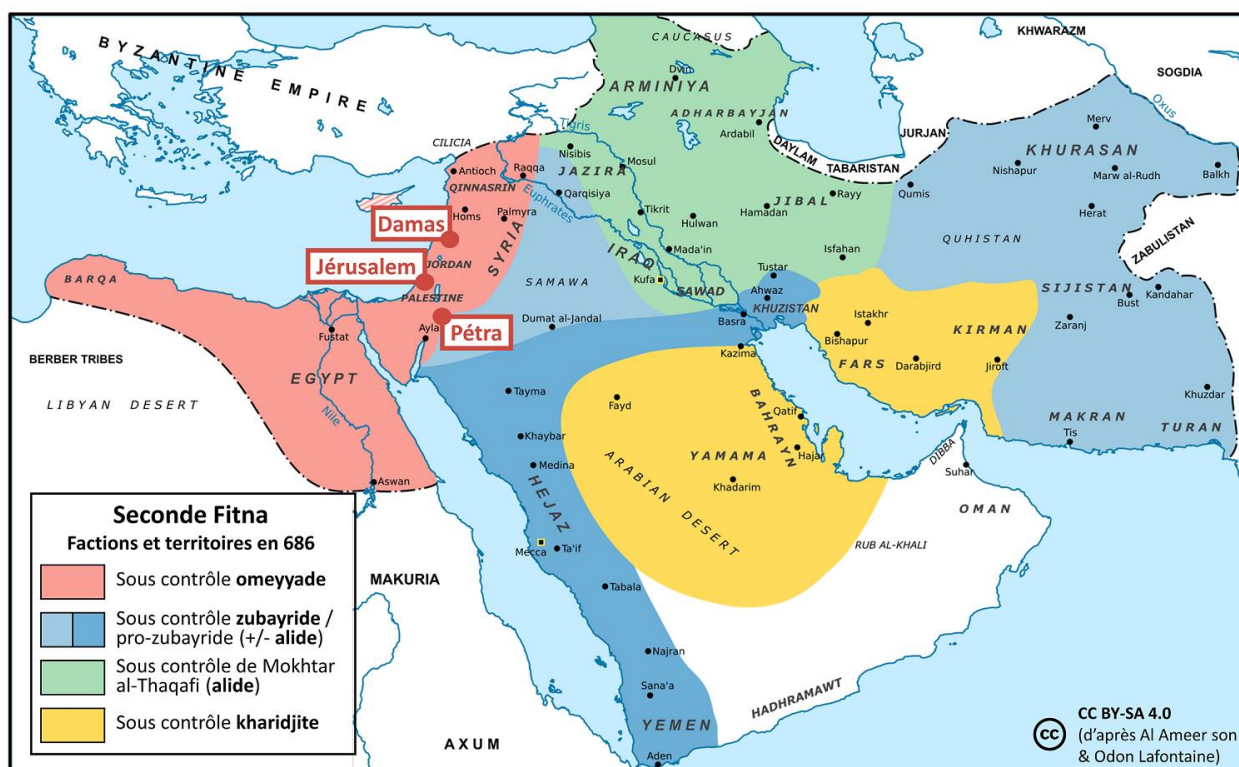 BYZANTINE EMPIRE
CAUCASUS
KHWARAZM
SOGDIA
Oxus
Dvin
ARMINIYA
ADHARBAYJAN
Ardabil
Tigris
CILICIA
Nisibis
Mosul
JAZIRA
DAYLAM
TABARISTAN
JURJAN
Merv
KHURASAN
Nishapur
Marw al-Rudh
Balkh
Antioch
Raqqa
QINNASRIN
Qarqisiya
Euphrates
Rayy
Qumis
JIBAL
Hamadan
Herat
Homs
Palmyra
Tikrit
Hulwan
Damas
SYRIA
IRAQ
Mada'in
Isfahan
QUHISTAN
ZABULISTAN
Jérusalem
JORDAN
BARQA
PALESTINE
SAMAWA
Kufa
SAWAD
Tustar
Ahwaz
KHUZISTAN
SIJISTAN
Bust
Kandahar
Zaranj
Pétra
Ayla
Fustat
Dumat al-Jandal
Basra
Kazima
Istakhr
Bishapur
KIRMAN
FARS
Darabjird
Jiroft
BERBER TRIBES
EGYPT
LIBYAN DESERT
Nile
Tayma
Fayd
BAHRAYN
Qatif
Hajar
MAKRAN
Tis
TURAN
Khuzdar
Khaybar
Medina
YAMAMA
Khadarim
ARABIAN DESERT
DIBBA
Suhar
OMAN
Aswan
HEJAZ
Mecca
Ta'if
RUB AL-KHALI
MAKURIA
Tabala
Najran
Sana'a
YEMEN
Aden
HADHRAMAWT
AXUM
Seconde Fitna
Factions et territoires en 686
Sous contrôle omeyyade
Sous contrôle zubayride /
pro-zubayride (+/- alide)
Sous contrôle de Mokhtar
al-Thaqafi (alide)
Sous contrôle kharidjite
cc
CC BY-SA 4.0
(d'après Al Ameer son
& Odon Lafontaine)